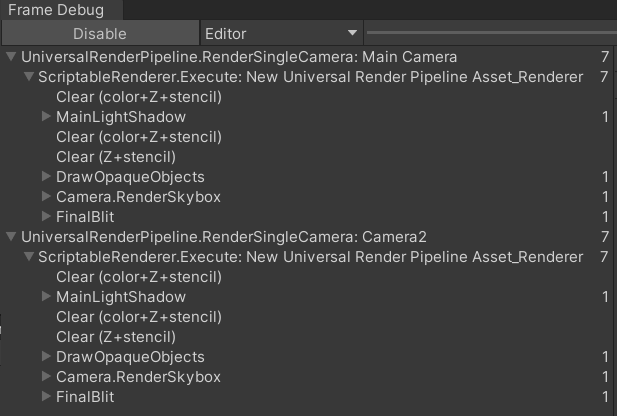 Frame Debug
Disable Editor
UniversalRenderPipeline.RenderSingleCamera: Main Camera 7
ScriptableRenderer.Execute: New Universal Render Pipeline Asset_Renderer 7
Clear (color+Z+stencil)
MainLightShadow 1
Clear (color+Z+stencil)
Clear (Z+stencil)
DrawOpaqueObjects 1
Camera.RenderSkybox 1
FinalBlit 1
UniversalRenderPipeline.RenderSingleCamera: Camera2 7
ScriptableRenderer.Execute: New Universal Render Pipeline Asset_Renderer 7
Clear (color+Z+stencil)
MainLightShadow 1
Clear (color+Z+stencil)
Clear (Z+stencil)
DrawOpaqueObjects 1
Camera.RenderSkybox 1
FinalBlit 1